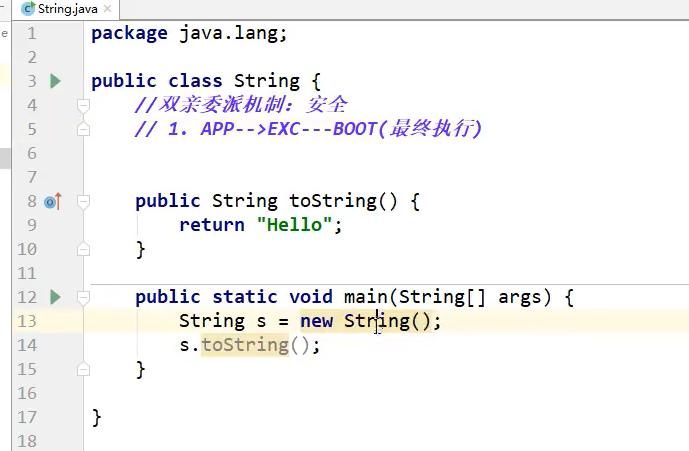 String.java
1 package java.lang;
2
3 public class String {
4 //双亲委派机制：安全
5 // 1. APP-->EXC---BOOT(最终执行)
6
7
8 public String toString() {
9 return "Hello";
10 }
11
12 public static void main(String[] args) {
13 String s = new String();
14 s.toString();
15 }
16
17 }
18